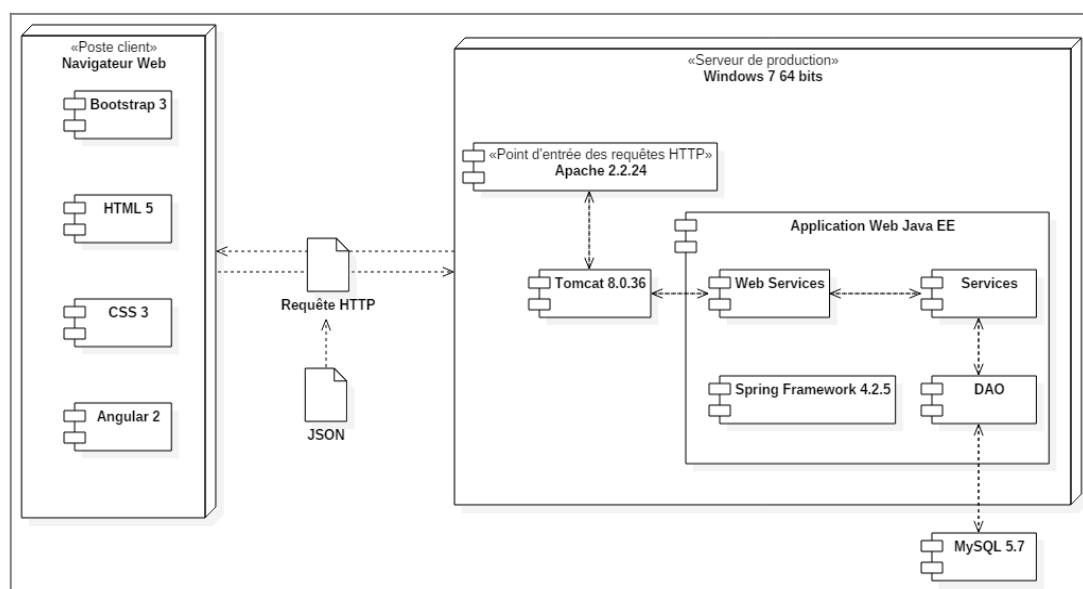 «Poste client»
Navigateur Web
Bootstrap 3
HTML 5
CSS 3
Angular 2
Requête HTTP
JSON
«Serveur de production»
Windows 7 64 bits
«Point d'entrée des requêtes HTTP»
Apache 2.2.24
Tomcat 8.0.36
Application Web Java EE
Web Services
Services
Spring Framework 4.2.5
DAO
MySQL 5.7